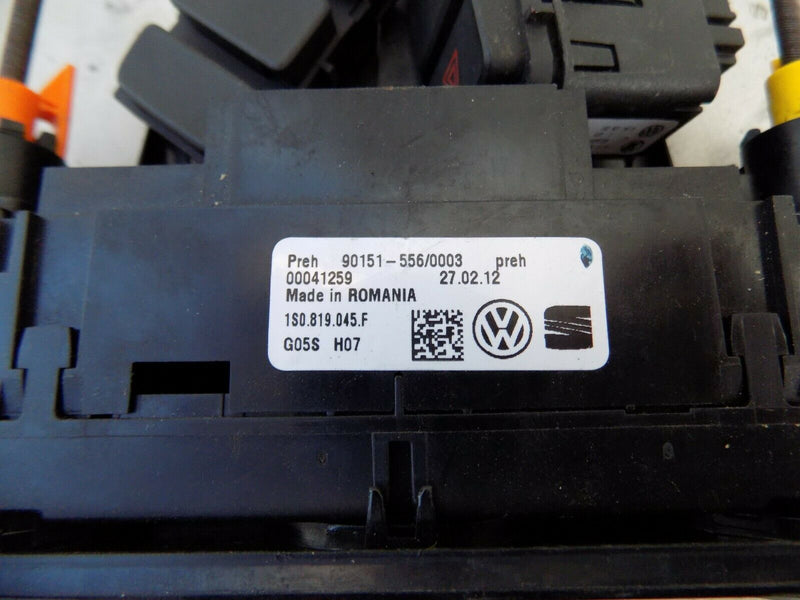 Preh 90151-556/0003 preh
00041259 27.02.12
Made in ROMANIA
1S0.819.045.F
G05S H07